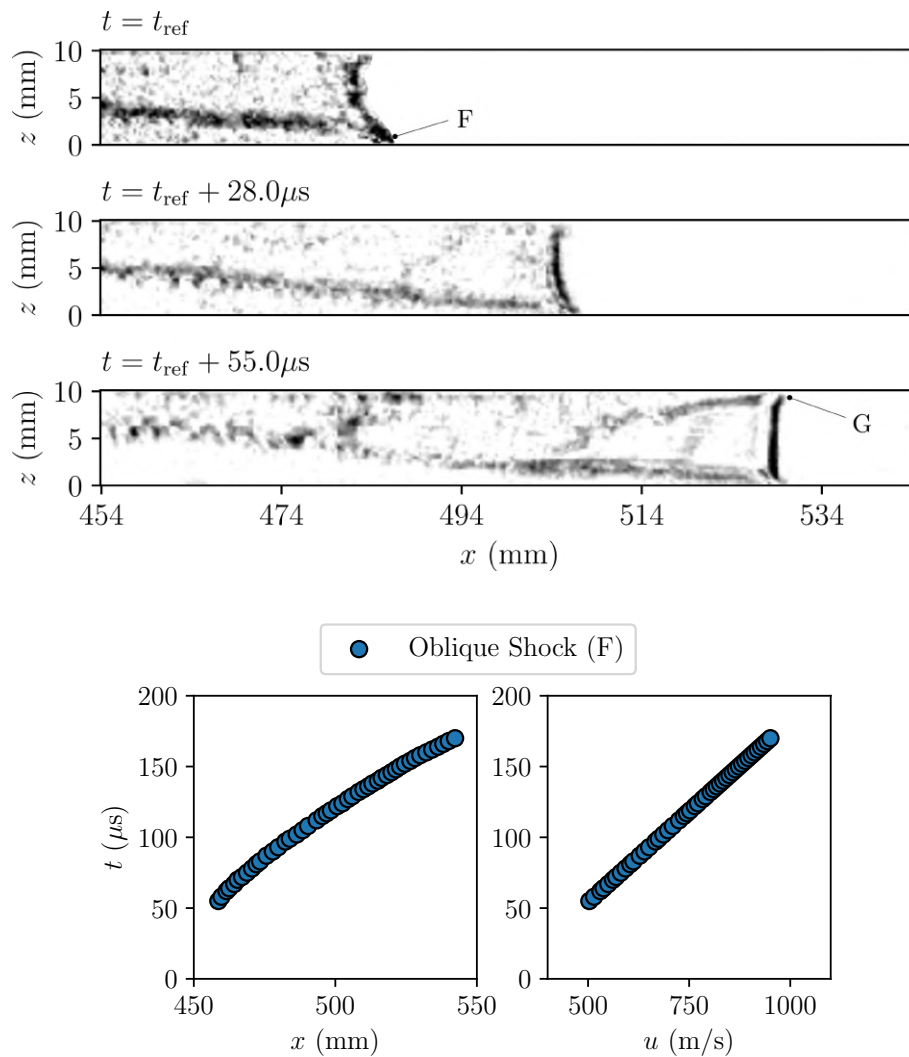 t = t_ref
10
5
0
z (mm)
F
t = t_ref + 28.0μs
10
5
0
z (mm)
t = t_ref + 55.0μs
10
5
0
z (mm)
G
454 474 494 514 534
x (mm)
Oblique Shock (F)
200
150
100
50
0
t (μs)
450 500 550
x (mm)
200
150
100
50
0
500 750 1000
u (m/s)